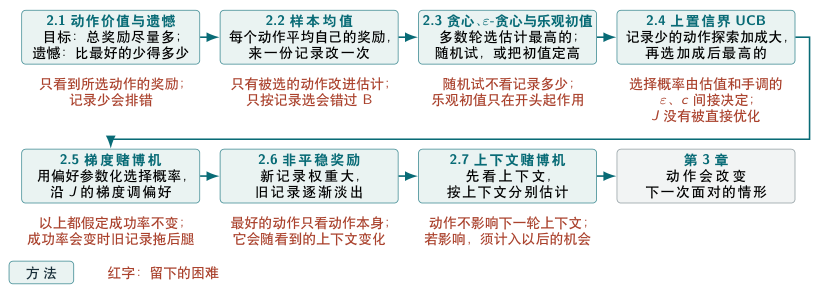 2.1 动作价值与遗憾
目标：总奖励尽量多；
遗憾：比最好的少得多少
只看到所选动作的奖励；
记录少会排错
2.2 样本均值
每个动作平均自己的奖励，
来一份记录改一次
只有被选的动作改进估计；
只按记录选会错过 B
2.3 贪心、ε-贪心与乐观初值
多数轮选估计最高的；
随机试，或把初值定高
随机试不看记录多少；
乐观初值只在开头起作用
2.4 上置信界 UCB
记录少的动作探索加成大，
再选加成后最高的
选择概率由估值和手调的
ε、c 间接决定；
J 没有被直接优化
2.5 梯度赌博机
用偏好参数化选择概率，
沿 J 的梯度调偏好
以上都假定成功率不变；
成功率会变时旧记录拖后腿
2.6 非平稳奖励
新记录权重大，
旧记录逐渐淡出
最好的动作只看动作本身；
它会随看到的上下文变化
2.7 上下文赌博机
先看上下文，
按上下文分别估计
动作不影响下一轮上下文；
若影响，须计入以后的机会
第 3 章
动作会改变
下一次面对的情形
方法
红字：留下的困难